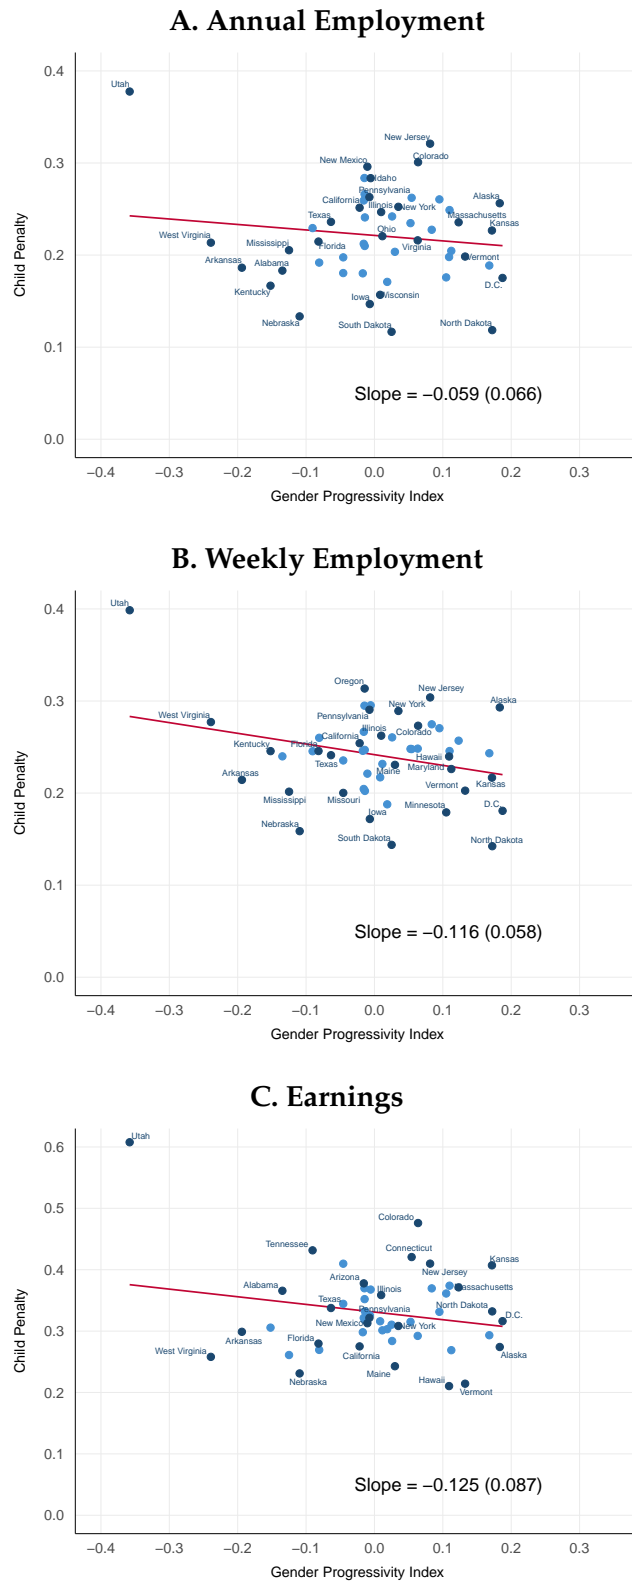 A. Annual Employment
0.4
Utah
New Jersey
Colorado
0.3
New Mexico
Idaho
Pennsylvania
California
Illinois
New York
Alaska
Massachusetts
Texas
Kansas
West Virginia
Mississippi
Florida
Ohio
Virginia
0.2
Arkansas
Alabama
Vermont
Kentucky
D.C.
Iowa
Wisconsin
Nebraska
South Dakota
North Dakota
0.1
Slope = −0.059 (0.066)
0.0
Child Penalty
−0.4 −0.3 −0.2 −0.1 0.0 0.1 0.2 0.3
Gender Progressivity Index
B. Weekly Employment
0.4
Utah
Oregon
New Jersey
0.3
Alaska
New York
West Virginia
Pennsylvania
Illinois
Colorado
California
Kentucky
Florida
Texas
Hawaii
Maine
Maryland
Arkansas
Vermont
Kansas
0.2
Mississippi
Missouri
Minnesota
D.C.
Iowa
Nebraska
South Dakota
North Dakota
0.1
Slope = −0.116 (0.058)
0.0
Child Penalty
−0.4 −0.3 −0.2 −0.1 0.0 0.1 0.2 0.3
Gender Progressivity Index
C. Earnings
0.6
Utah
0.5
Colorado
Tennessee
Connecticut
Kansas
0.4
Arizona
New Jersey
Alabama
Illinois
Massachusetts
Texas
Pennsylvania
North Dakota
New Mexico
New York
D.C.
0.3
Arkansas
Florida
West Virginia
California
Alaska
Maine
Nebraska
Hawaii
Vermont
0.2
0.1
Slope = −0.125 (0.087)
0.0
Child Penalty
−0.4 −0.3 −0.2 −0.1 0.0 0.1 0.2 0.3
Gender Progressivity Index